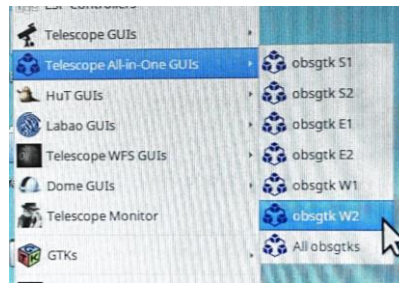 Telescope GUIs
Telescope All-in-One GUIs
HuT GUIs
Labao GUIs
Telescope WFS GUIs
Dome GUIs
Telescope Monitor
GTKs
obsgtk S1
obsgtk S2
obsgtk E1
obsgtk E2
obsgtk W1
obsgtk W2
All obsgtks